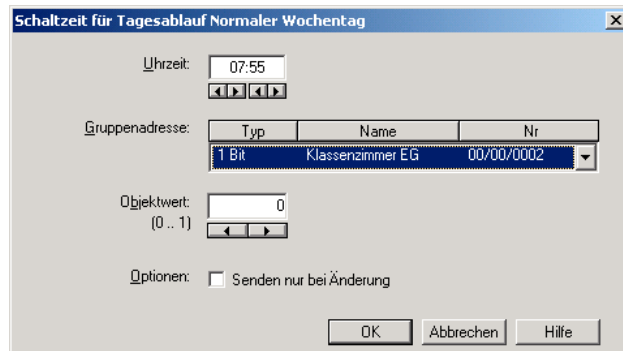 Schaltzeit für Tagesablauf Normaler Wochentag
Uhrzeit: 07:55
Gruppenadresse: Typ Name Nr
1 Bit Klassenzimmer EG 00/00/0002
Objektwert: 0
(0 .. 1)
Optionen: Senden nur bei Änderung
OK Abbrechen Hilfe